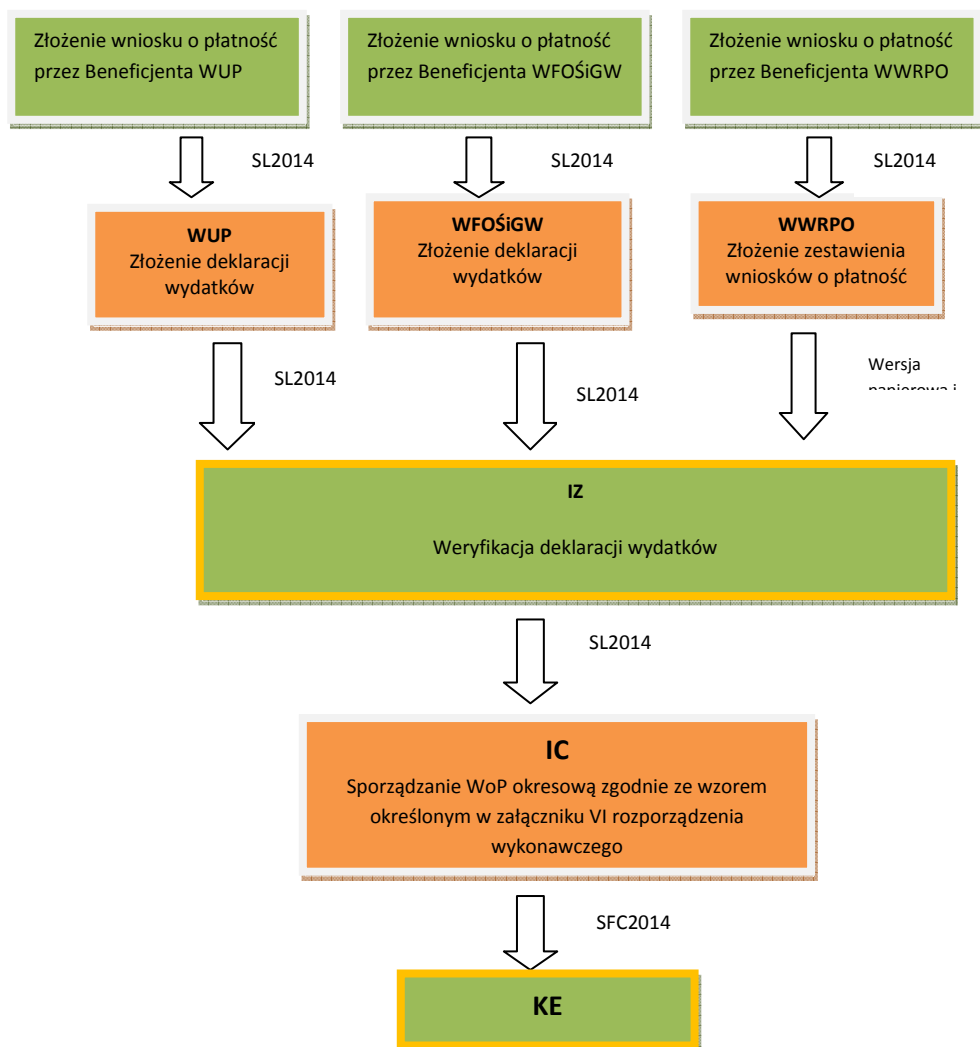 Złożenie wniosku o płatność
przez Beneficjenta WUP
Złożenie wniosku o płatność
przez Beneficjenta WFOŚiGW
Złożenie wniosku o płatność
przez Beneficjenta WWRPO
SL2014
SL2014
SL2014
WUP
Złożenie deklaracji
wydatków
WFOŚiGW
Złożenie deklaracji
wydatków
WWRPO
Złożenie zestawienia
wniosków o płatność
SL2014
SL2014
Wersja
IZ
Weryfikacja deklaracji wydatków
SL2014
IC
Sporządzanie WoP okresową zgodnie ze wzorem
określonym w załączniku VI rozporządzenia
wykonawczego
SFC2014
KE